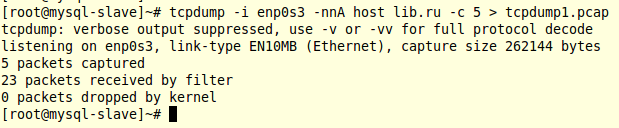 [root@mysql-slave]~# tcpdump -i enp0s3 -nnA host lib.ru -c 5 > tcpdump1.pcap
tcpdump: verbose output suppressed, use -v or -vv for full protocol decode
listening on enp0s3, link-type EN10MB (Ethernet), capture size 262144 bytes
5 packets captured
23 packets received by filter
0 packets dropped by kernel
[root@mysql-slave]~#